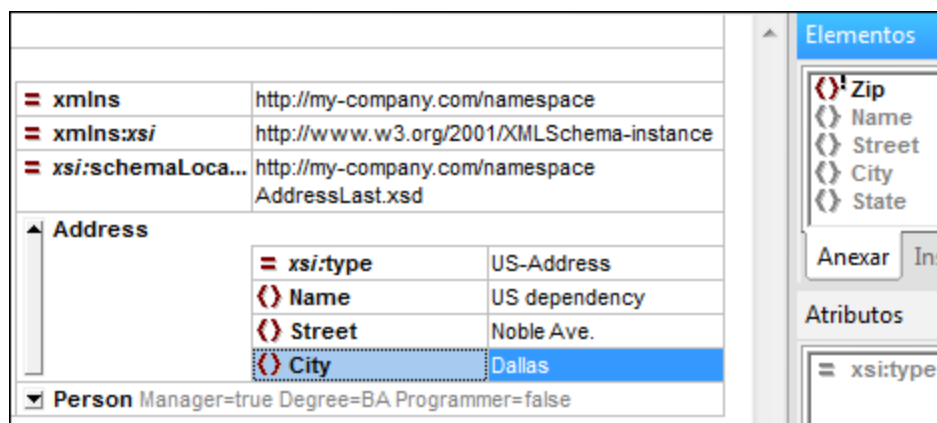 xmlns http://my-company.com/namespace
xmlns:xsi http://www.w3.org/2001/XMLSchema-instance
xsi:schemaLoca... http://my-company.com/namespace
AddressLast.xsd
Address
xsi:type US-Address
Name US dependency
Street Noble Ave.
City Dallas
Person Manager=true Degree=BA Programmer=false
Elementos
Zip
Name
Street
City
State
Anexar
Atributos
xsi:type